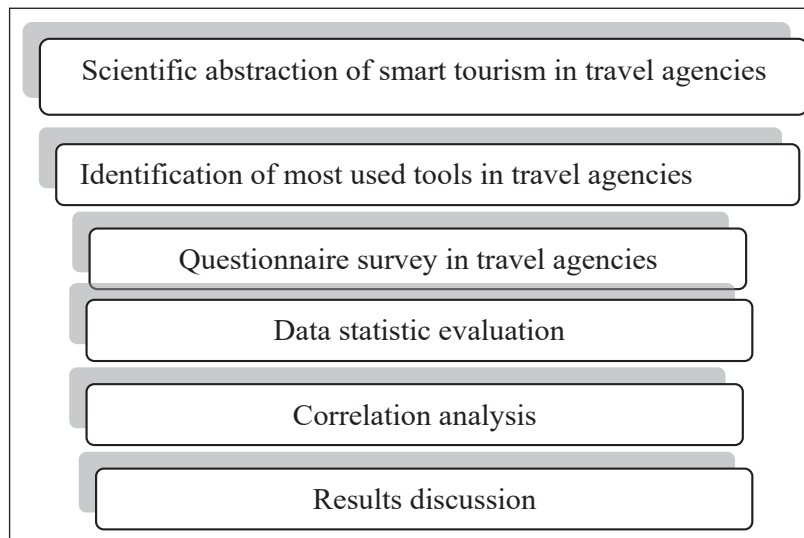 Scientific abstraction of smart tourism in travel agencies
Identification of most used tools in travel agencies
Questionnaire survey in travel agencies
Data statistic evaluation
Correlation analysis
Results discussion